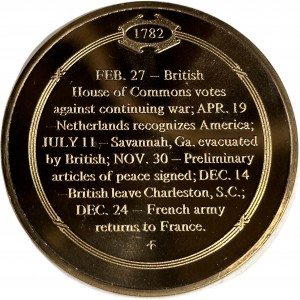 1782
FEB. 27 – British
House of Commons votes
against continuing war; APR. 19
–Netherlands recognizes America;
JULY 11 – Savannah, Ga. evacuated
by British; NOV. 30 – Preliminary
articles of peace signed; DEC. 14
–British leave Charleston, S.C.;
DEC. 24 – French army
returns to France.